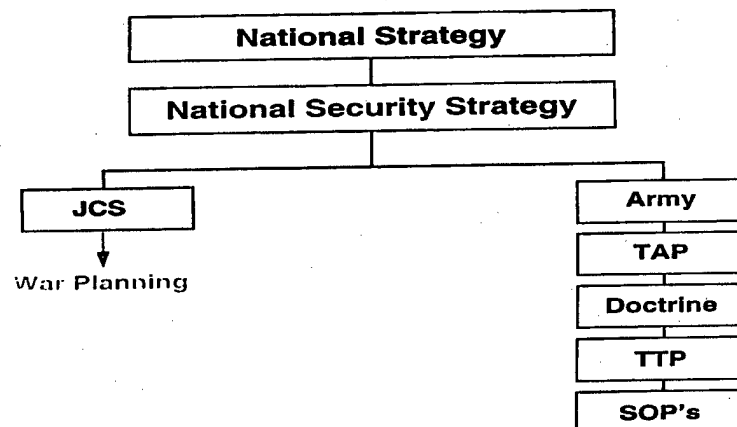 National Strategy
National Security Strategy
JCS
War Planning
Army
TAP
Doctrine
TTP
SOP's